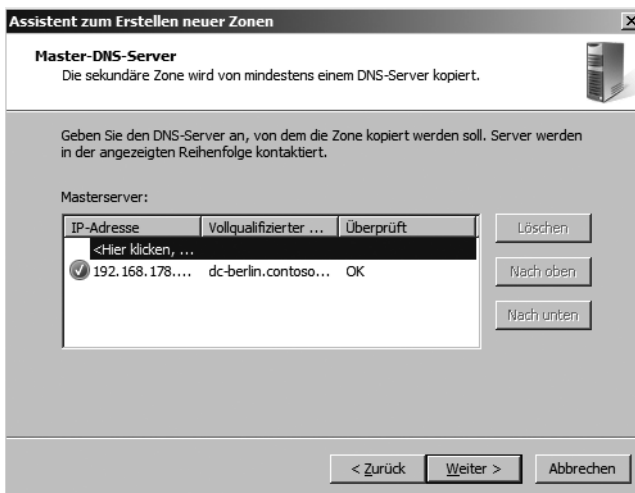 Assistent zum Erstellen neuer Zonen
Master-DNS-Server
Die sekundäre Zone wird von mindestens einem DNS-Server kopiert.
Geben Sie den DNS-Server an, von dem die Zone kopiert werden soll. Server werden
in der angezeigten Reihenfolge kontaktiert.
Masterserver:
IP-Adresse Vollqualifizierter ... Überprüft
<Hier klicken, ...
192.168.178.... dc-berlin.contoso... OK
Löschen
Nach oben
Nach unten
< Zurück Weiter > Abbrechen